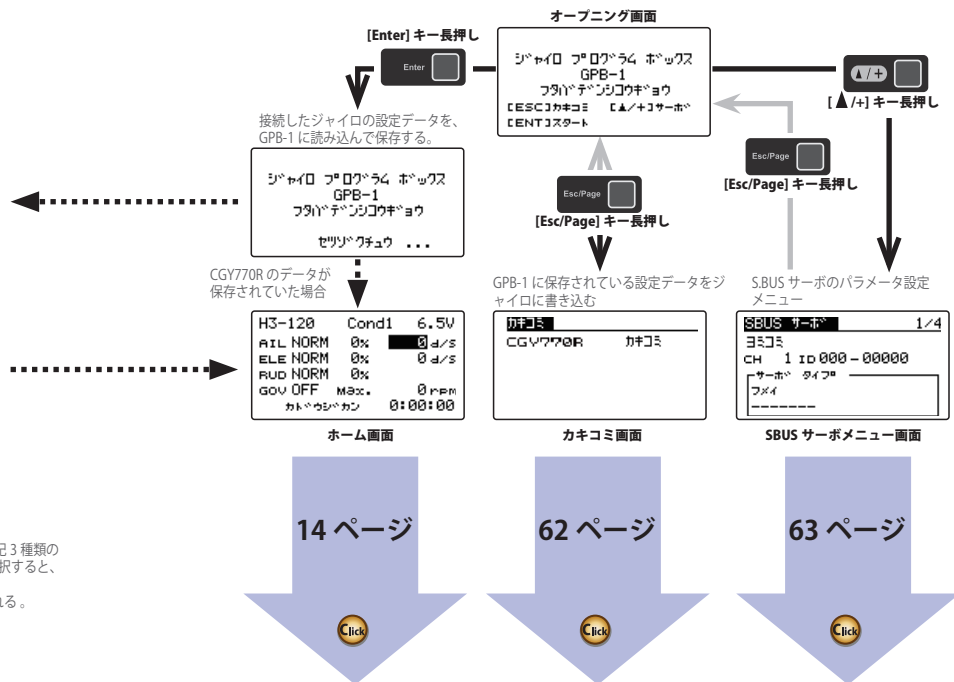 オープニング画面
[Enter] キー長押し
Enter
ジャイロ プログラム ボックス
GPB-1
フタバデンシコウギョウ
[ESC]カキコミ [▲/+]サーボ
[ENT]スタート
▲/+
[ ▲ /+] キー長押し
接続したジャイロの設定データを、
GPB-1 に読み込んで保存する。
Esc/Page
[Esc/Page] キー長押し
Esc/Page
[Esc/Page] キー長押し
ジャイロ プログラム ボックス
GPB-1
フタバデンシコウギョウ
セツゾクチュウ ...
CGY770R のデータが
保存されていた場合
GPB-1 に保存されている設定データをジ
ャイロに書き込む
S.BUS サーボのパラメータ設定
メニュー
H3-120 Cond1 6.5V
AIL NORM 0% 0 d/s
ELE NORM 0% 0 d/s
RUD NORM 0%
GOV OFF Max. 0 rpm
カドウジカン 0:00:00
ホーム画面
カキコミ
CGY770R カキコミ
カキコミ画面
SBUS サーボ 1/4
ヨミコミ
CH 1 ID 000-00000
サーボ タイプ
フメイ
-------
SBUS サーボメニュー画面
14 ページ
62 ページ
63 ページ
記 3 種類の
択すると、
る 。
Click
Click
Click